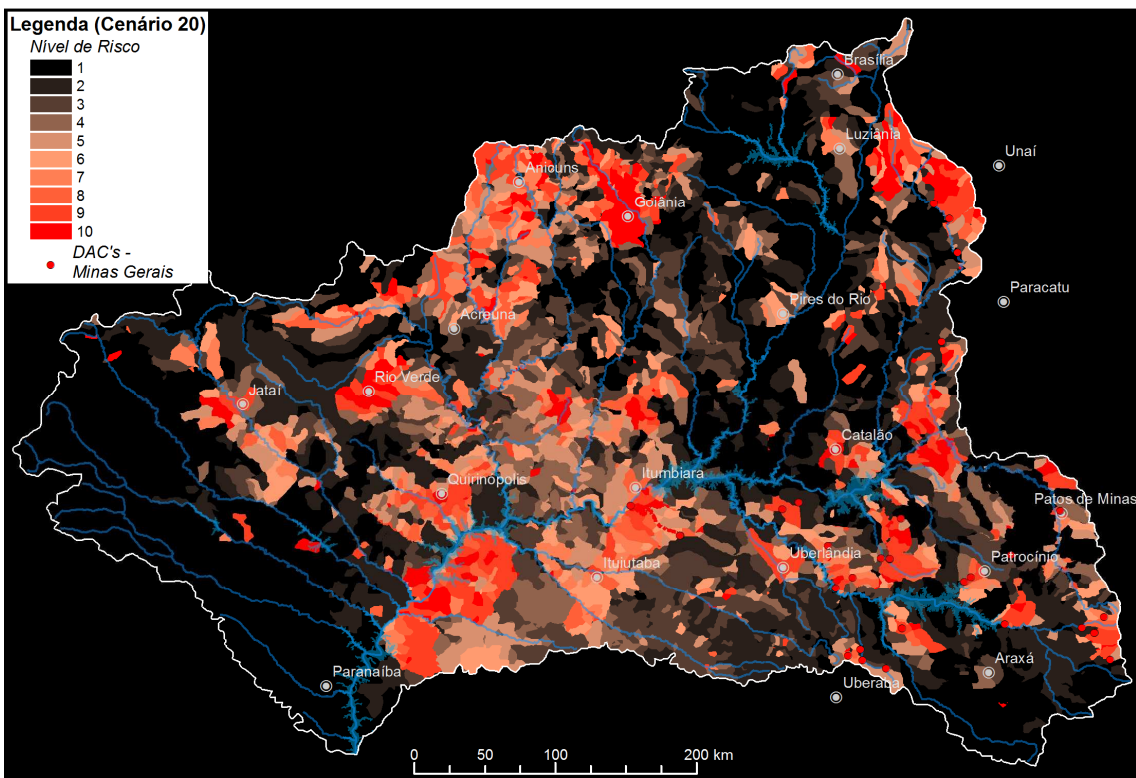 Legenda (Cenário 20)
Nível de Risco
1
2
3
4
5
6
7
8
9
10
DAC's -
Minas Gerais
Brasília
Luziânia
Unaí
Anicuns
Goiânia
Paracatu
Pires do Rio
Acreúna
Rio Verde
Jataí
Catalão
Itumbiara
Quirinópolis
Patos de Minas
Patrocínio
Uberlândia
Ituiutaba
Araxá
Paranaíba
Uberaba
0 50 100 200 km